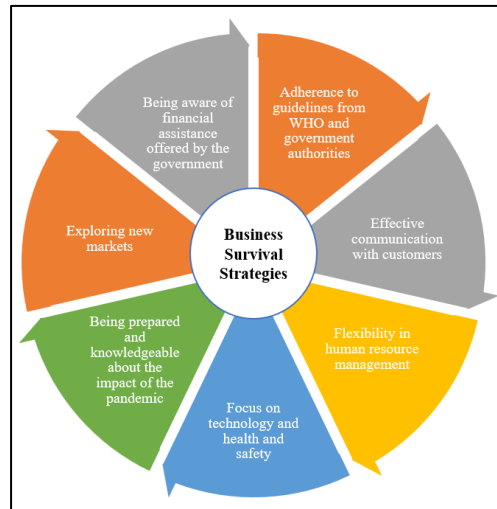 Being aware of
financial
assistance
offered by the
government
Adherence to
guidelines from
WHO and
government
authorities
Effective
communication
with customers
Flexibility in
human resource
management
Focus on
technology and
health and
safety
Being prepared
and
knowledgeable
about the
impact of the
pandemic
Exploring new
markets
Business
Survival
Strategies